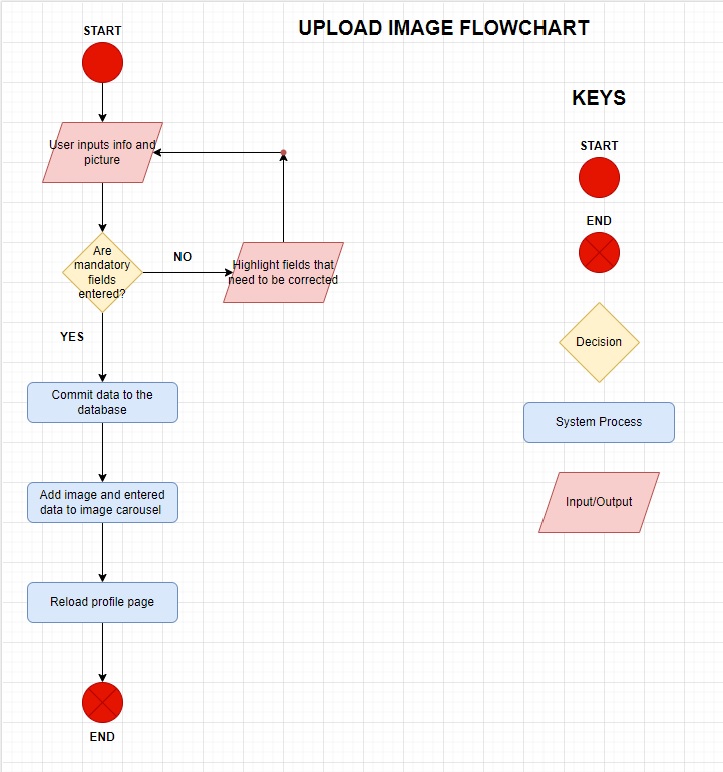 START
UPLOAD IMAGE FLOWCHART
User inputs info and
picture
Are
mandatory
fields
entered?
NO
Highlight fields that
need to be corrected
YES
Commit data to the
database
Add image and entered
data to image carousel
Reload profile page
END
KEYS
START
END
Decision
System Process
Input/Output